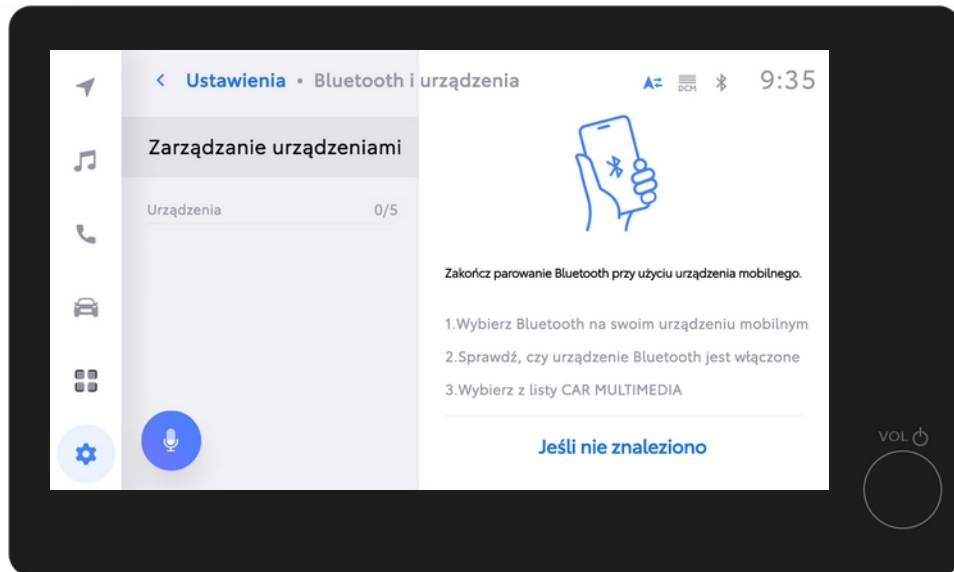 Ustawienia • Bluetooth i urządzenia
DCM
9:35
Zarządzanie urządzeniami
Urządzenia 0/5
Zakończ parowanie Bluetooth przy użyciu urządzenia mobilnego.
1.Wybierz Bluetooth na swoim urządzeniu mobilnym
2.Sprawdź, czy urządzenie Bluetooth jest włączone
3.Wybierz z listy CAR MULTIMEDIA
Jeśli nie znaleziono
VOL